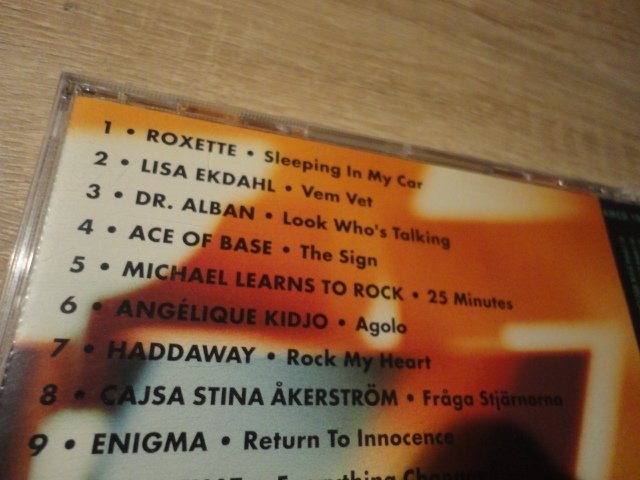 1 • ROXETTE • Sleeping In My Car
2 • LISA EKDAHL • Vem Vet
3 • DR. ALBAN • Look Who's Talking
4 • ACE OF BASE • The Sign
5 • MICHAEL LEARNS TO ROCK • 25 Minutes
6 • ANGÉLIQUE KIDJO • Agolo
7 • HADDAWAY • Rock My Heart
8 • CAJSA STINA ÅKERSTRÖM • Fråga Stjärnorna
9 • ENIGMA • Return To Innocence